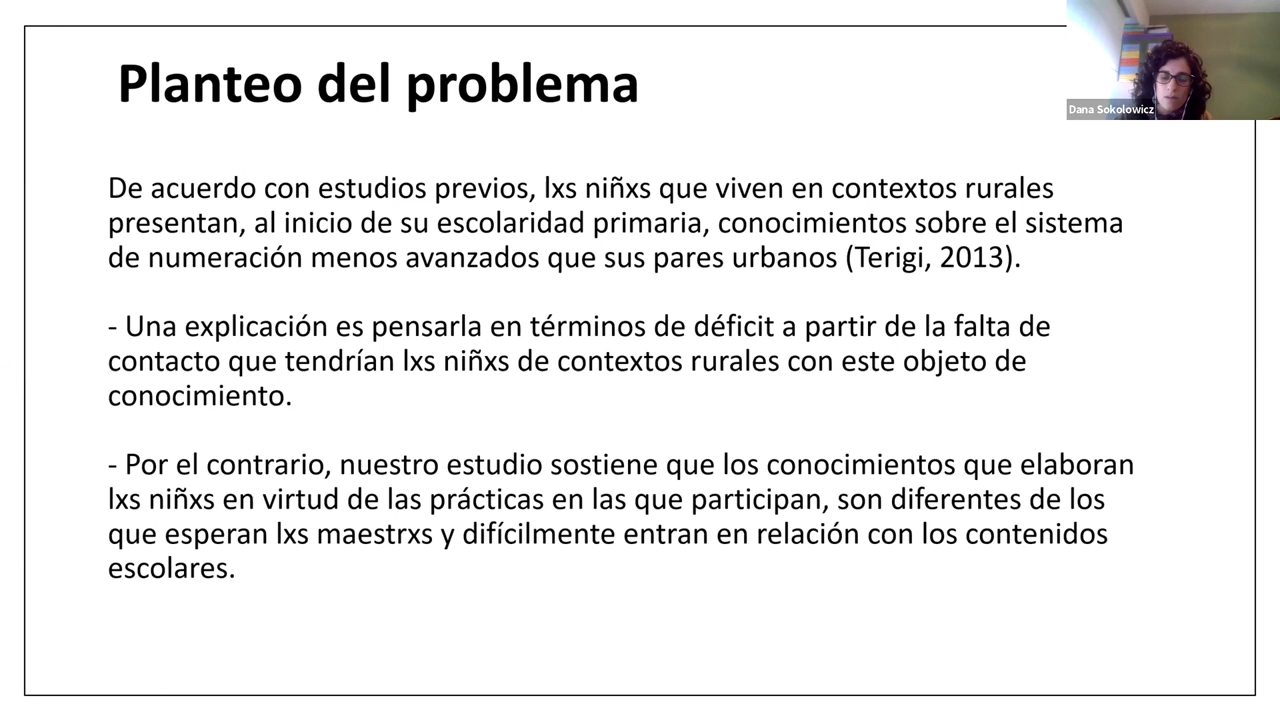 Planteo del problema
Dana Sokolowicz
De acuerdo con estudios previos, lxs niñxs que viven en contextos rurales
presentan, al inicio de su escolaridad primaria, conocimientos sobre el sistema
de numeración menos avanzados que sus pares urbanos (Terigi, 2013).
- Una explicación es pensarla en términos de déficit a partir de la falta de
contacto que tendrían lxs niñxs de contextos rurales con este objeto de
conocimiento.
- Por el contrario, nuestro estudio sostiene que los conocimientos que elaboran
lxs niñxs en virtud de las prácticas en las que participan, son diferentes de los
que esperan lxs maestrxs y difícilmente entran en relación con los contenidos
escolares.